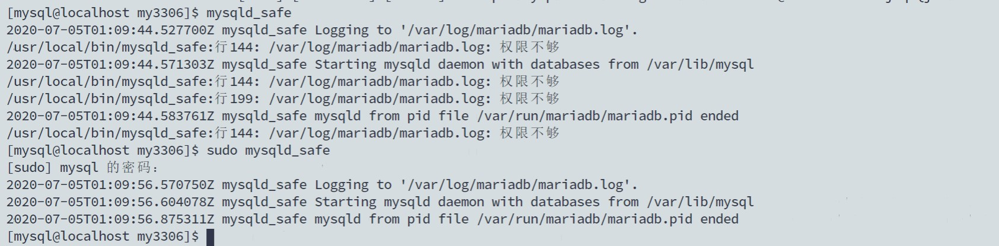 [mysql@localhost my3306]$ mysqld_safe
2020-07-05T01:09:44.527700Z mysqld_safe Logging to '/var/log/mariadb/mariadb.log'.
/usr/local/bin/mysqld_safe:行144: /var/log/mariadb/mariadb.log: 权限不够
2020-07-05T01:09:44.571303Z mysqld_safe Starting mysqld daemon with databases from /var/lib/mysql
/usr/local/bin/mysqld_safe:行144: /var/log/mariadb/mariadb.log: 权限不够
/usr/local/bin/mysqld_safe:行199: /var/log/mariadb/mariadb.log: 权限不够
2020-07-05T01:09:44.583761Z mysqld_safe mysqld from pid file /var/run/mariadb/mariadb.pid ended
/usr/local/bin/mysqld_safe:行144: /var/log/mariadb/mariadb.log: 权限不够
[mysql@localhost my3306]$ sudo mysqld_safe
[sudo] mysql 的密码:
2020-07-05T01:09:56.570750Z mysqld_safe Logging to '/var/log/mariadb/mariadb.log'.
2020-07-05T01:09:56.604078Z mysqld_safe Starting mysqld daemon with databases from /var/lib/mysql
2020-07-05T01:09:56.875311Z mysqld_safe mysqld from pid file /var/run/mariadb/mariadb.pid ended
[mysql@localhost my3306]$